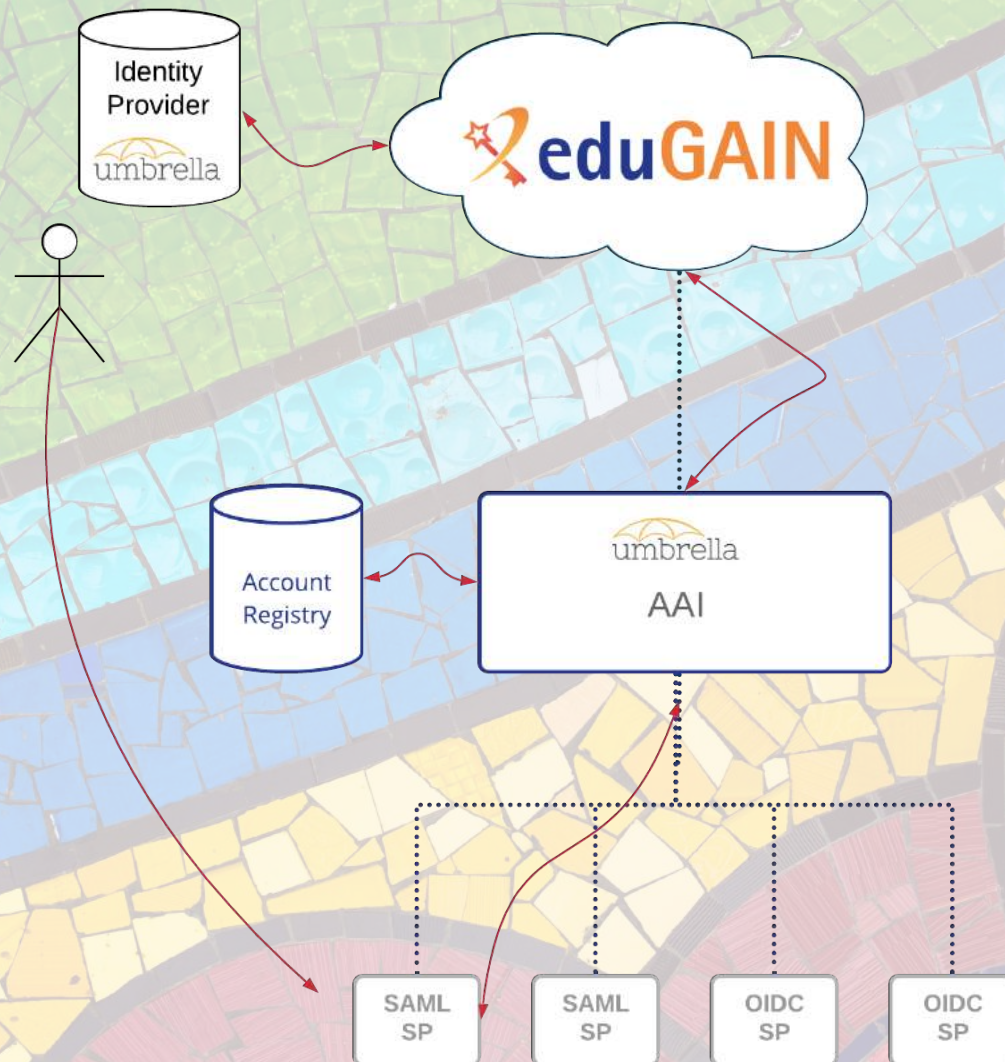 Identity
Provider
umbrella
eduGAIN
umbrella
AAI
Account
Registry
SAML
SP
SAML
SP
OIDC
SP
OIDC
SP